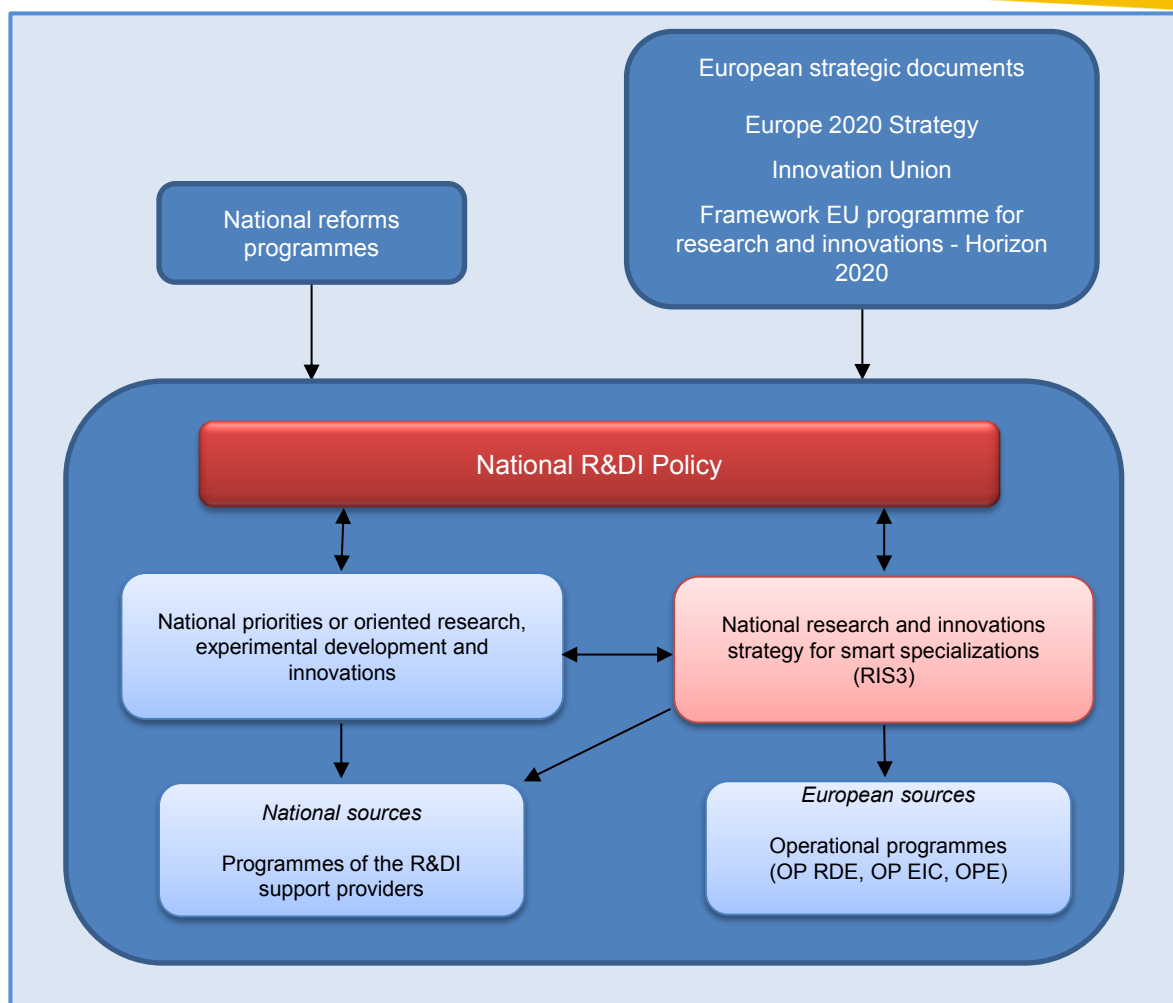 European strategic documents
Europe 2020 Strategy
Innovation Union
Framework EU programme for
research and innovations - Horizon
2020
National reforms
programmes
National R&DI Policy
National priorities or oriented research,
experimental development and
innovations
National research and innovations
strategy for smart specializations
(RIS3)
National sources
Programmes of the R&DI
support providers
European sources
Operational programmes
(OP RDE, OP EIC, OPE)